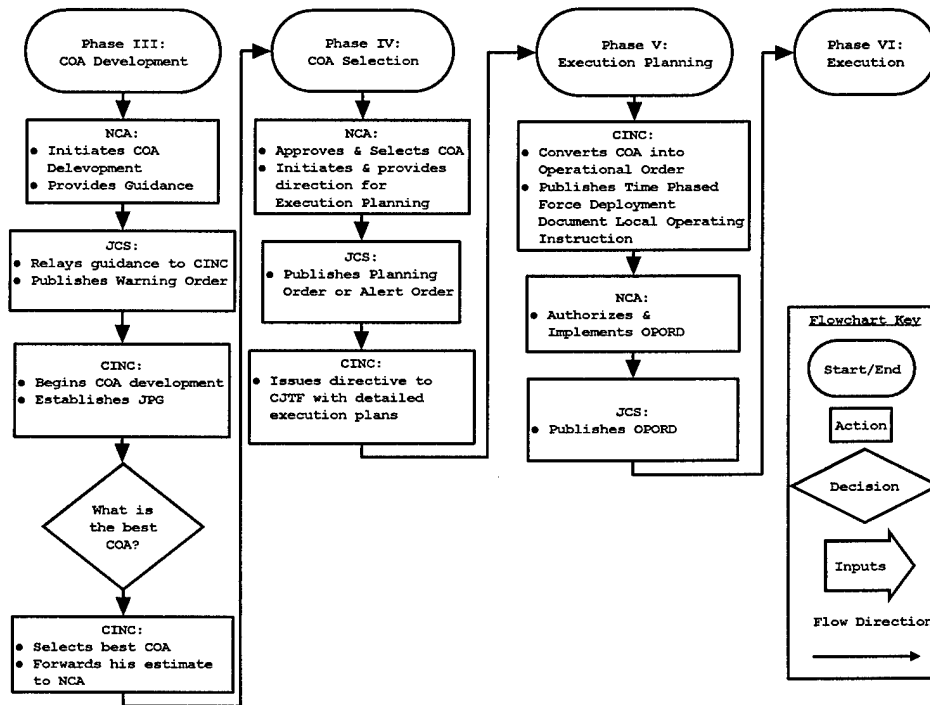 Phase III:
COA Development
NCA:
● Initiates COA
Delevopment
● Provides Guidance
JCS:
● Relays guidance to CINC
● Publishes Warning Order
CINC:
● Begins COA development
● Establishes JPG
What is
the best
COA?
CINC:
● Selects best COA
● Forwards his estimate
to NCA
Phase IV:
COA Selection
NCA:
● Approves & Selects COA
● Initiates & provides
direction for
Execution Planning
JCS:
● Publishes Planning
Order or Alert Order
CINC:
● Issues directive to
CJTF with detailed
execution plans
Phase V:
Execution Planning
CINC:
● Converts COA into
Operational Order
● Publishes Time Phased
Force Deployment
Document Local Operating
Instruction
NCA:
● Authorizes &
Implements OPORD
JCS:
● Publishes OPORD
Phase VI:
Execution
Flowchart Key
Start/End
Action
Decision
Inputs
Flow Direction